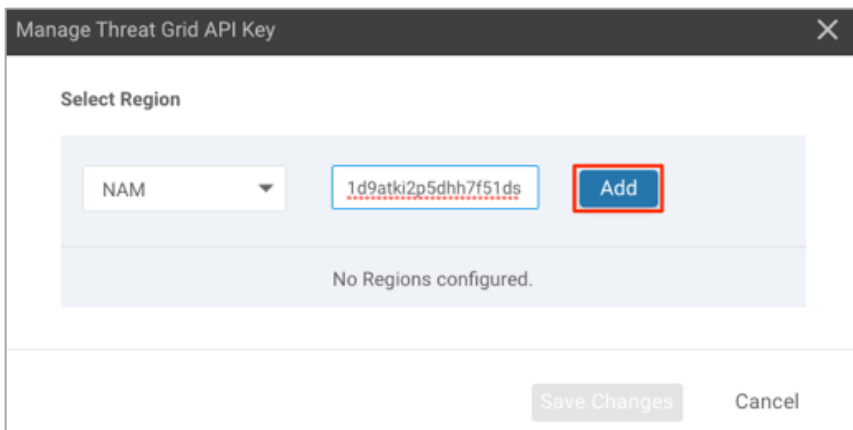 Manage Threat Grid API Key
Select Region
NAM 1d9atki2p5dhh7f51ds Add
No Regions configured.
Save Changes Cancel